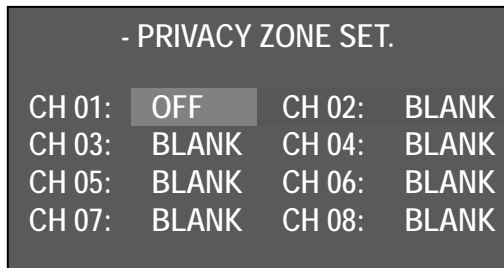 - PRIVACY ZONE SET.
CH 01: OFF CH 02: BLANK
CH 03: BLANK CH 04: BLANK
CH 05: BLANK CH 06: BLANK
CH 07: BLANK CH 08: BLANK